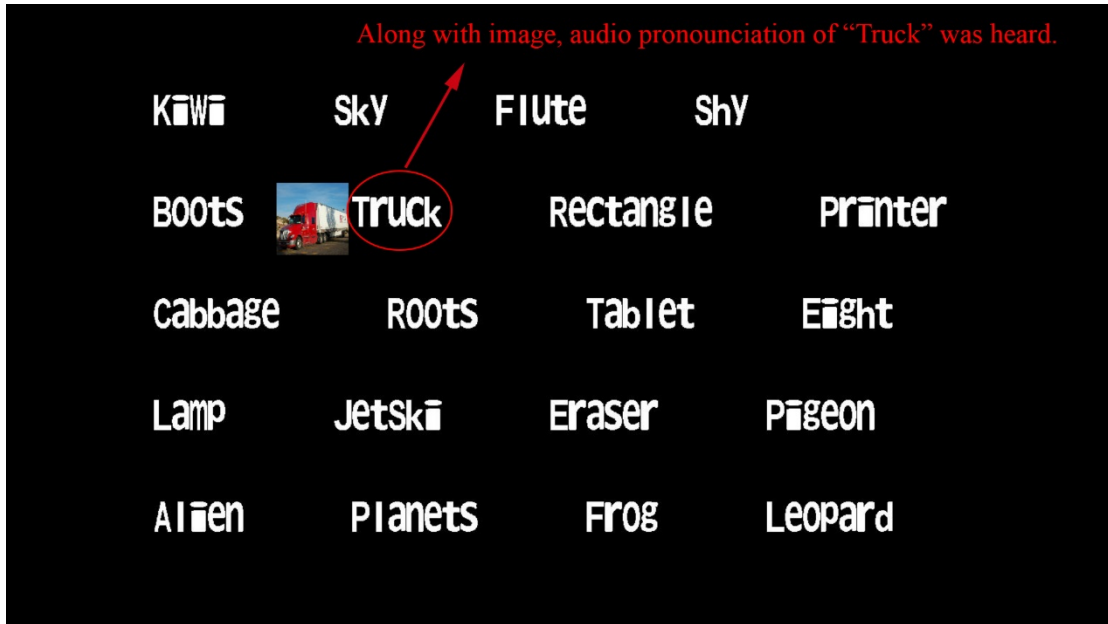 Along with image, audio pronounciation of “Truck” was heard.
Kiwi Sky Flute Shy
Boots Truck Rectangle Printer
Cabbage Roots Tablet Eight
Lamp JetSki Eraser Pigeon
Alien Planets Frog Leopard